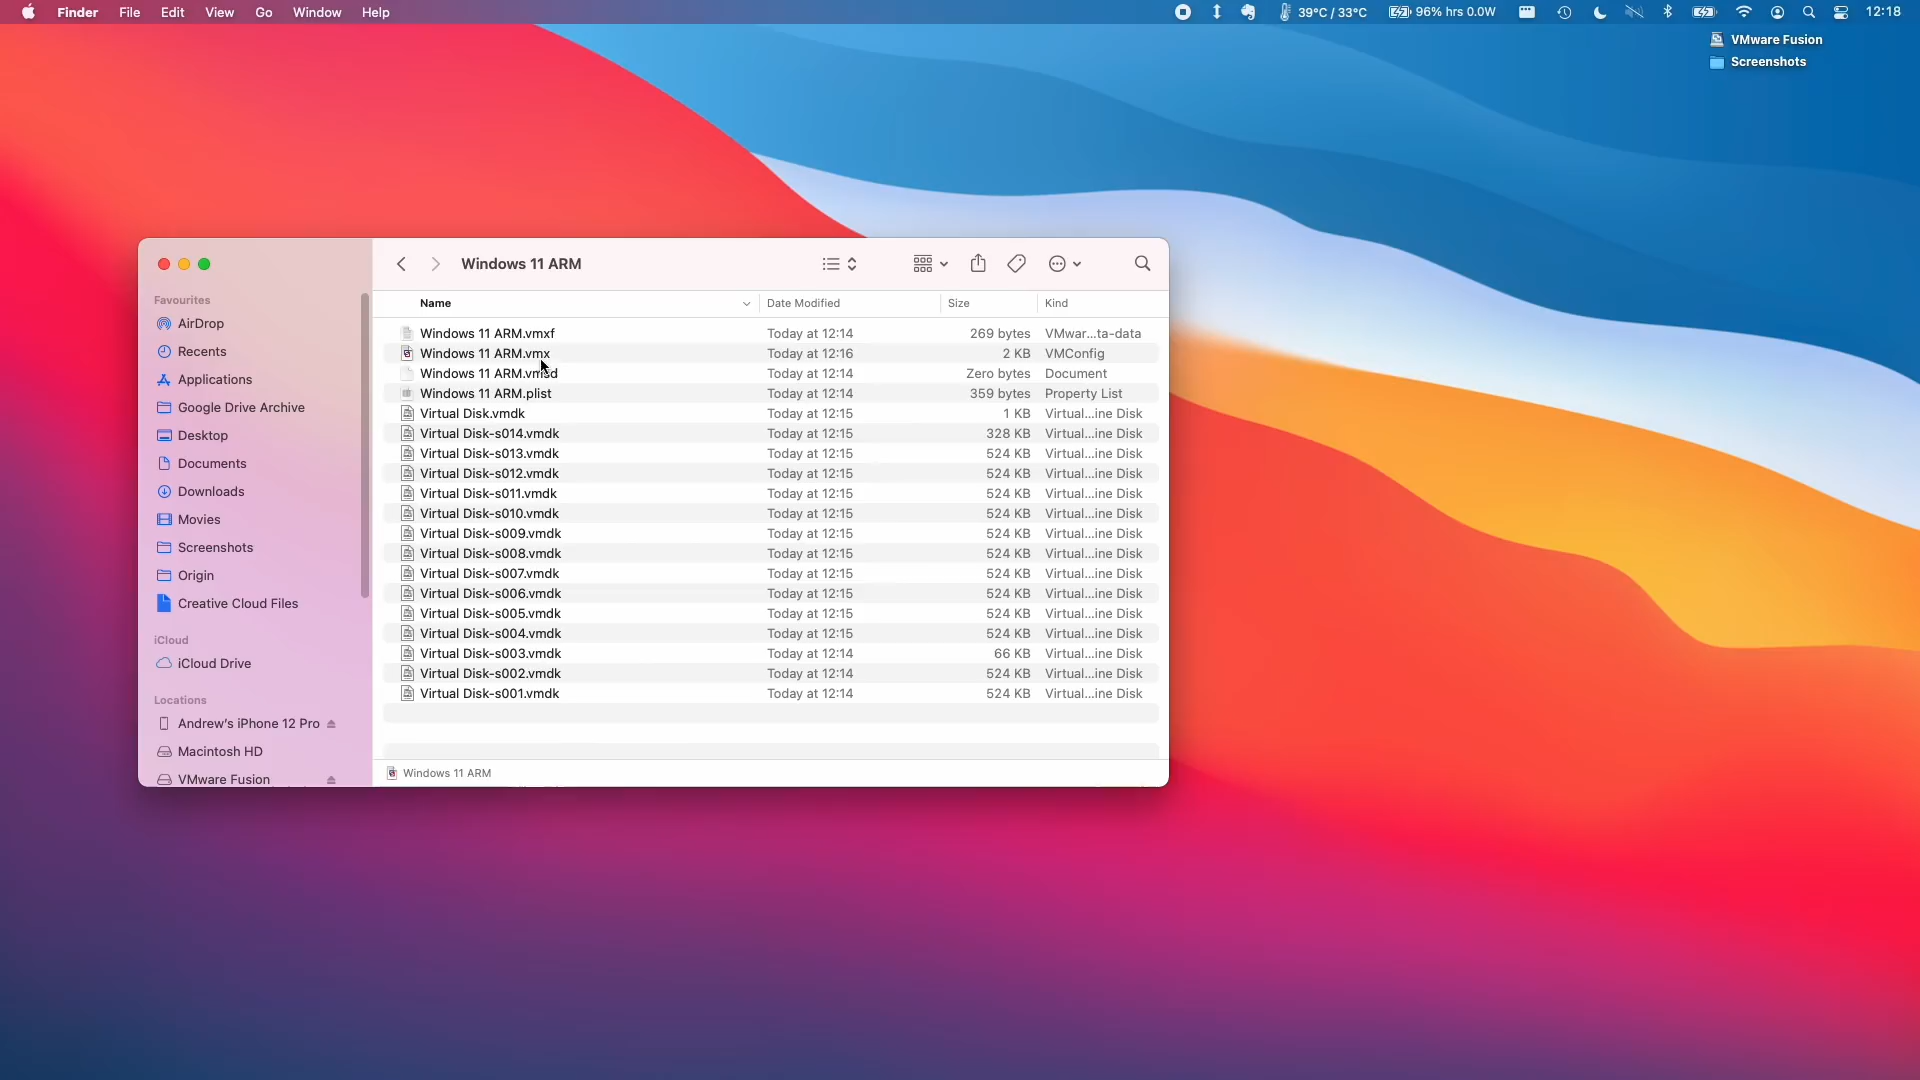 Finder File Edit View Go Window Help 39°C / 33°C 96% hrs 0.0W 12:18
VMware Fusion
Screenshots
Windows 11 ARM
Favourites
AirDrop
Recents
Applications
Google Drive Archive
Desktop
Documents
Downloads
Movies
Screenshots
Origin
Creative Cloud Files
iCloud
iCloud Drive
Locations
Andrew's iPhone 12 Pro
Macintosh HD
VMware Fusion
Name Date Modified Size Kind
Windows 11 ARM.vmxf Today at 12:14 269 bytes VMwar...ta-data
Windows 11 ARM.vmx Today at 12:16 2 KB VMConfig
Windows 11 ARM.vmsd Today at 12:14 Zero bytes Document
Windows 11 ARM.plist Today at 12:14 359 bytes Property List
Virtual Disk.vmdk Today at 12:15 1 KB Virtual...ine Disk
Virtual Disk-s014.vmdk Today at 12:15 328 KB Virtual...ine Disk
Virtual Disk-s013.vmdk Today at 12:15 524 KB Virtual...ine Disk
Virtual Disk-s012.vmdk Today at 12:15 524 KB Virtual...ine Disk
Virtual Disk-s011.vmdk Today at 12:15 524 KB Virtual...ine Disk
Virtual Disk-s010.vmdk Today at 12:15 524 KB Virtual...ine Disk
Virtual Disk-s009.vmdk Today at 12:15 524 KB Virtual...ine Disk
Virtual Disk-s008.vmdk Today at 12:15 524 KB Virtual...ine Disk
Virtual Disk-s007.vmdk Today at 12:15 524 KB Virtual...ine Disk
Virtual Disk-s006.vmdk Today at 12:15 524 KB Virtual...ine Disk
Virtual Disk-s005.vmdk Today at 12:15 524 KB Virtual...ine Disk
Virtual Disk-s004.vmdk Today at 12:15 524 KB Virtual...ine Disk
Virtual Disk-s003.vmdk Today at 12:14 66 KB Virtual...ine Disk
Virtual Disk-s002.vmdk Today at 12:14 524 KB Virtual...ine Disk
Virtual Disk-s001.vmdk Today at 12:14 524 KB Virtual...ine Disk
Windows 11 ARM